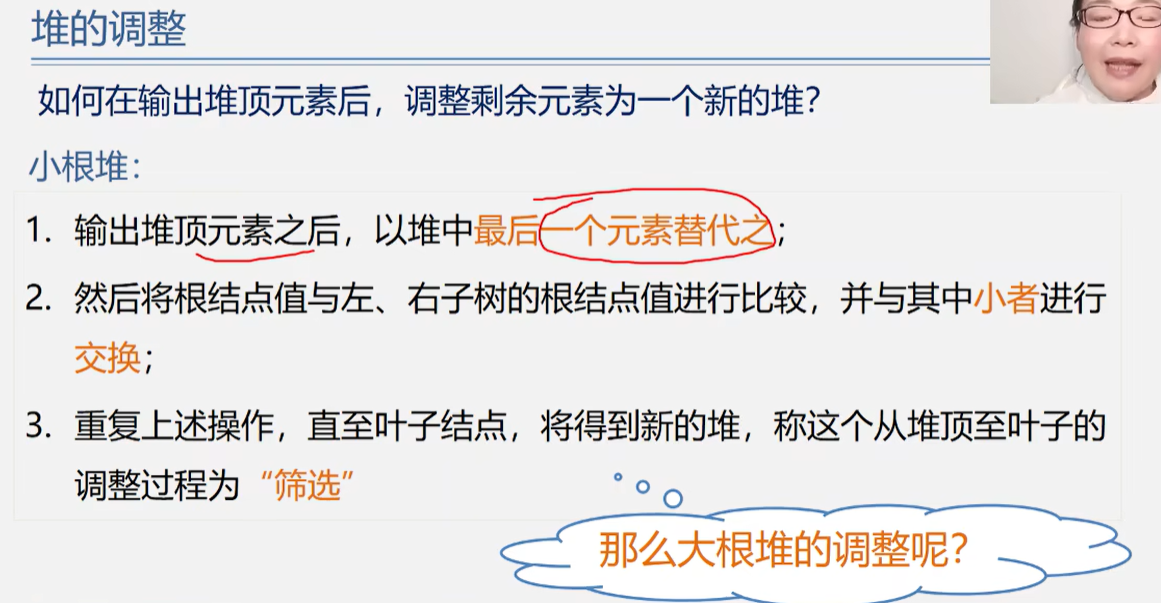 堆的调整
如何在输出堆顶元素后，调整剩余元素为一个新的堆？
小根堆：
1. 输出堆顶元素之后，以堆中最后一个元素替代之；
2. 然后将根结点值与左、右子树的根结点值进行比较，并与其中小者进行
交换；
3. 重复上述操作，直至叶子结点，将得到新的堆，称这个从堆顶至叶子的
调整过程为“筛选”
那么大根堆的调整呢？